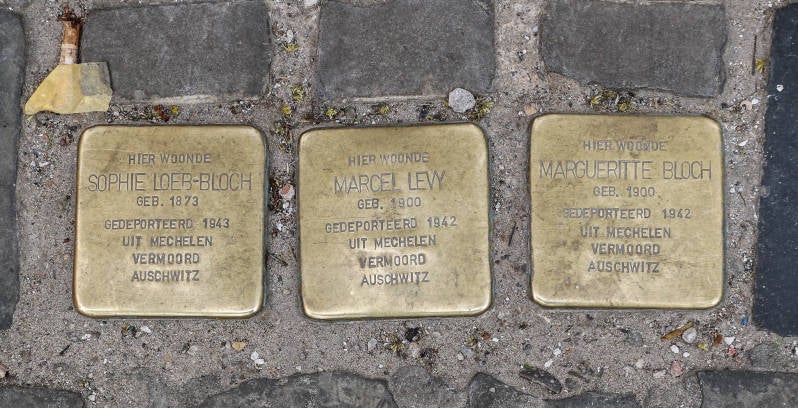 HIER WOONDE
SOPHIE LOEB-BLOCH
GEB. 1873
GEDEPORTEERD 1943
UIT MECHELEN
VERMOORD
AUSCHWITZ
HIER WOONDE
MARCEL LEVY
GEB. 1900
GEDEPORTEERD 1942
UIT MECHELEN
VERMOORD
AUSCHWITZ
HIER WOONDE
MARGUERITTE BLOCH
GEB. 1900
GEDEPORTEERD 1942
UIT MECHELEN
VERMOORD
AUSCHWITZ